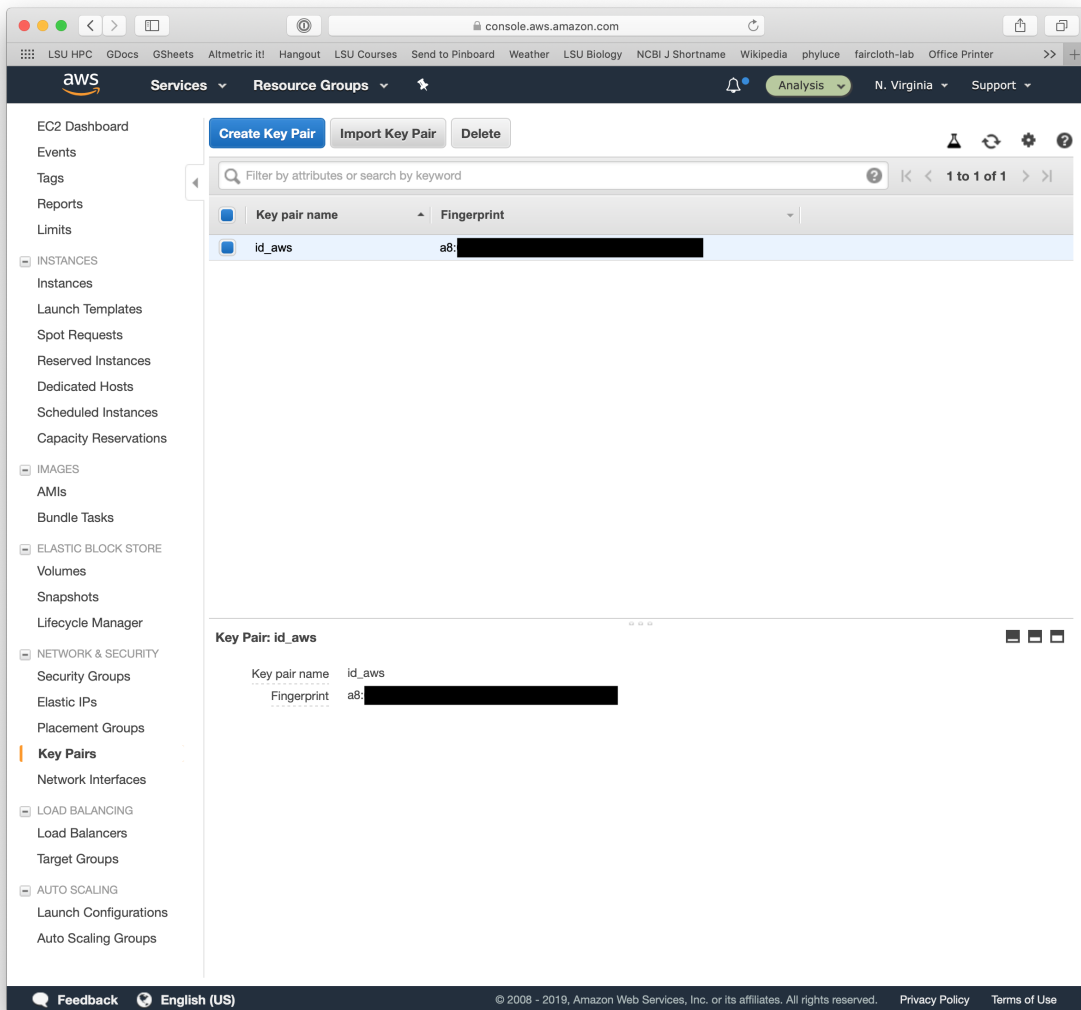 console.aws.amazon.com
LSU HPC GDocs GSheets Altmetric it! Hangout LSU Courses Send to Pinboard Weather LSU Biology NCBI J Shortname Wikipedia phyluce faircloth-lab Office Printer >> +
aws Services Resource Groups Analysis N. Virginia Support
EC2 Dashboard
Events
Tags
Reports
Limits
INSTANCES
Instances
Launch Templates
Spot Requests
Reserved Instances
Dedicated Hosts
Scheduled Instances
Capacity Reservations
IMAGES
AMIs
Bundle Tasks
ELASTIC BLOCK STORE
Volumes
Snapshots
Lifecycle Manager
NETWORK & SECURITY
Security Groups
Elastic IPs
Placement Groups
Key Pairs
Network Interfaces
LOAD BALANCING
Load Balancers
Target Groups
AUTO SCALING
Launch Configurations
Auto Scaling Groups
Create Key Pair Import Key Pair Delete
Filter by attributes or search by keyword 1 to 1 of 1
Key pair name Fingerprint
id_aws a8:
Key Pair: id_aws
Key pair name id_aws
Fingerprint a8:
Feedback English (US) © 2008 - 2019, Amazon Web Services, Inc. or its affiliates. All rights reserved. Privacy Policy Terms of Use